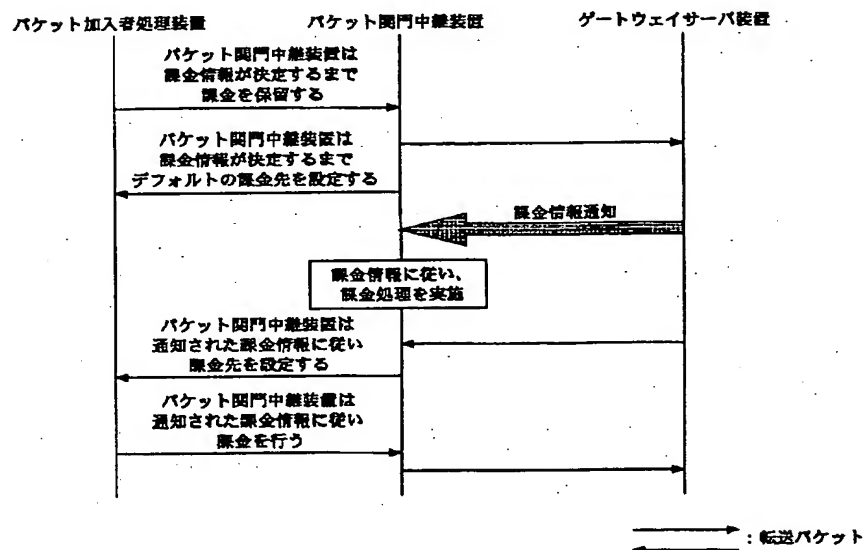 パケット加入者処理装置
パケット関門中継装置
ゲートウェイサーバ装置
パケット関門中継装置は
課金情報が決定するまで
課金を保留する
パケット関門中継装置は
課金情報が決定するまで
デフォルトの課金先を設定する
課金情報通知
課金情報に従い、
課金処理を実施
パケット関門中継装置は
通知された課金情報に従い
課金先を設定する
パケット関門中継装置は
通知された課金情報に従い
課金を行う
：転送パケット